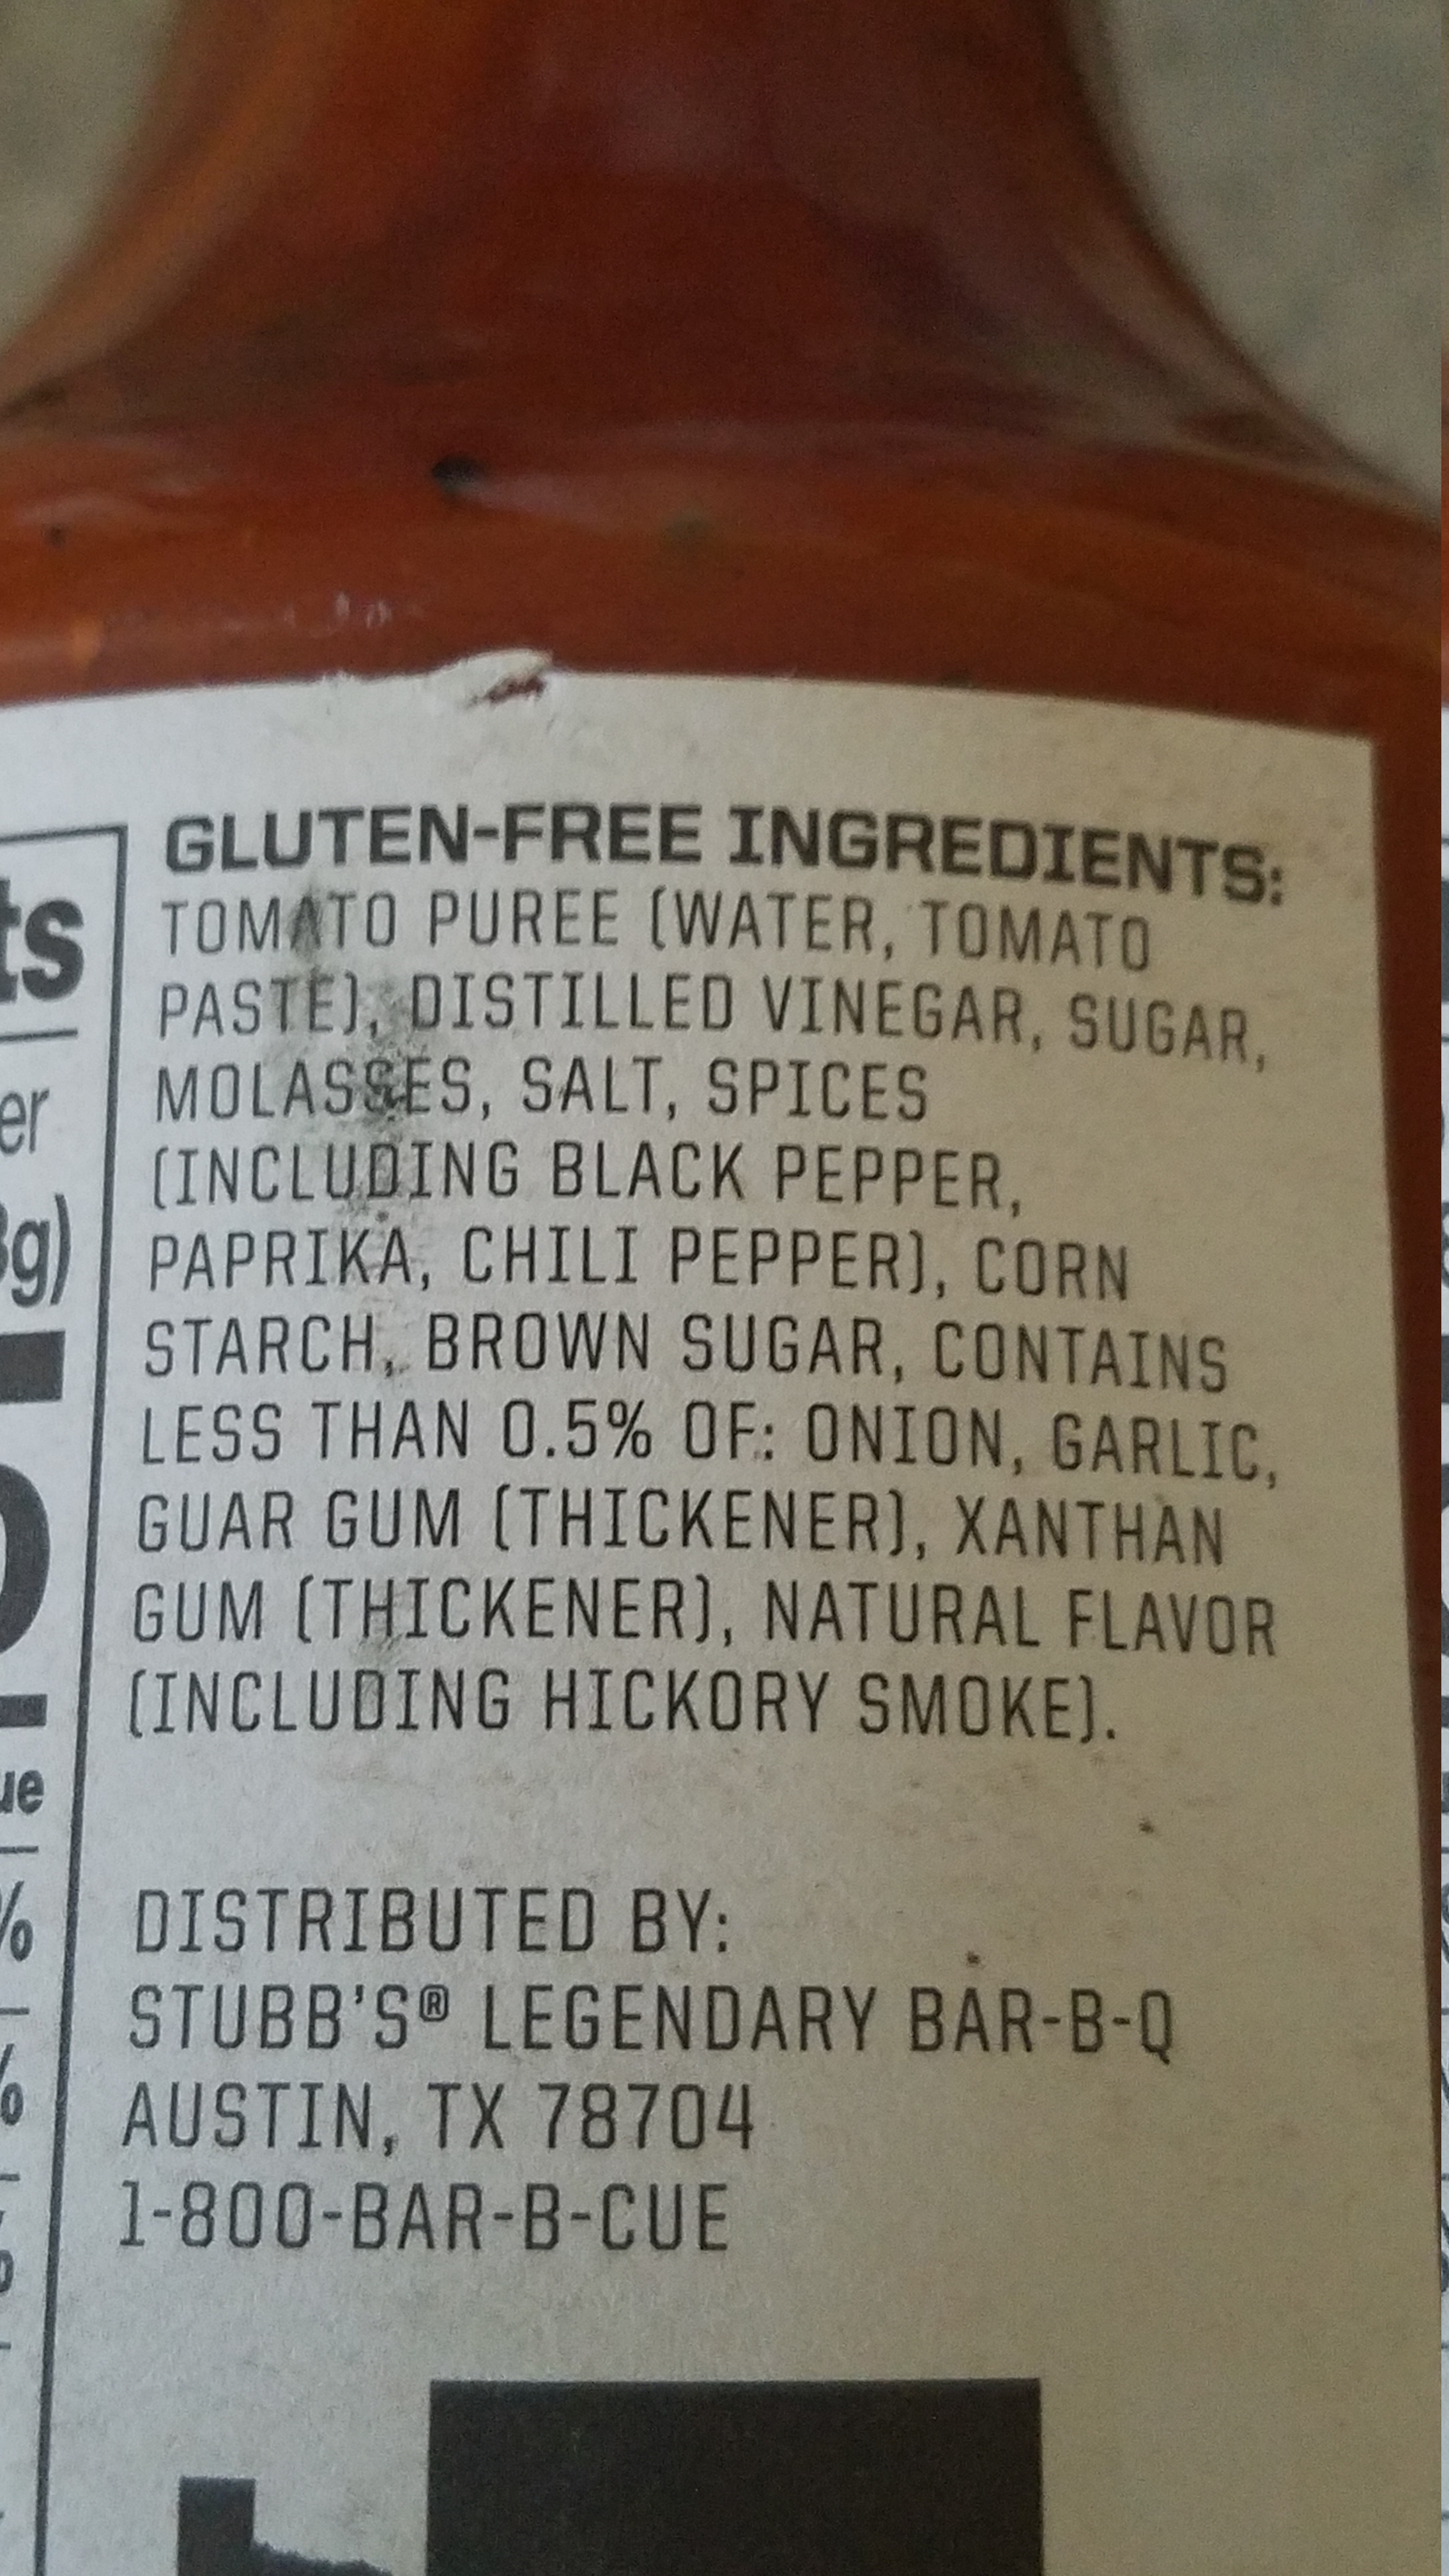 GLUTEN-FREE INGREDIENTS:
TOMATO PUREE (WATER, TOMATO
PASTE), DISTILLED VINEGAR, SUGAR,
MOLASSES, SALT, SPICES
(INCLUDING BLACK PEPPER,
PAPRIKA, CHILI PEPPER), CORN
STARCH, BROWN SUGAR, CONTAINS
LESS THAN 0.5% OF: ONION, GARLIC,
GUAR GUM (THICKENER), XANTHAN
GUM (THICKENER), NATURAL FLAVOR
(INCLUDING HICKORY SMOKE).
DISTRIBUTED BY:
STUBB'S® LEGENDARY BAR-B-Q
AUSTIN, TX 78704
1-800-BAR-B-CUE